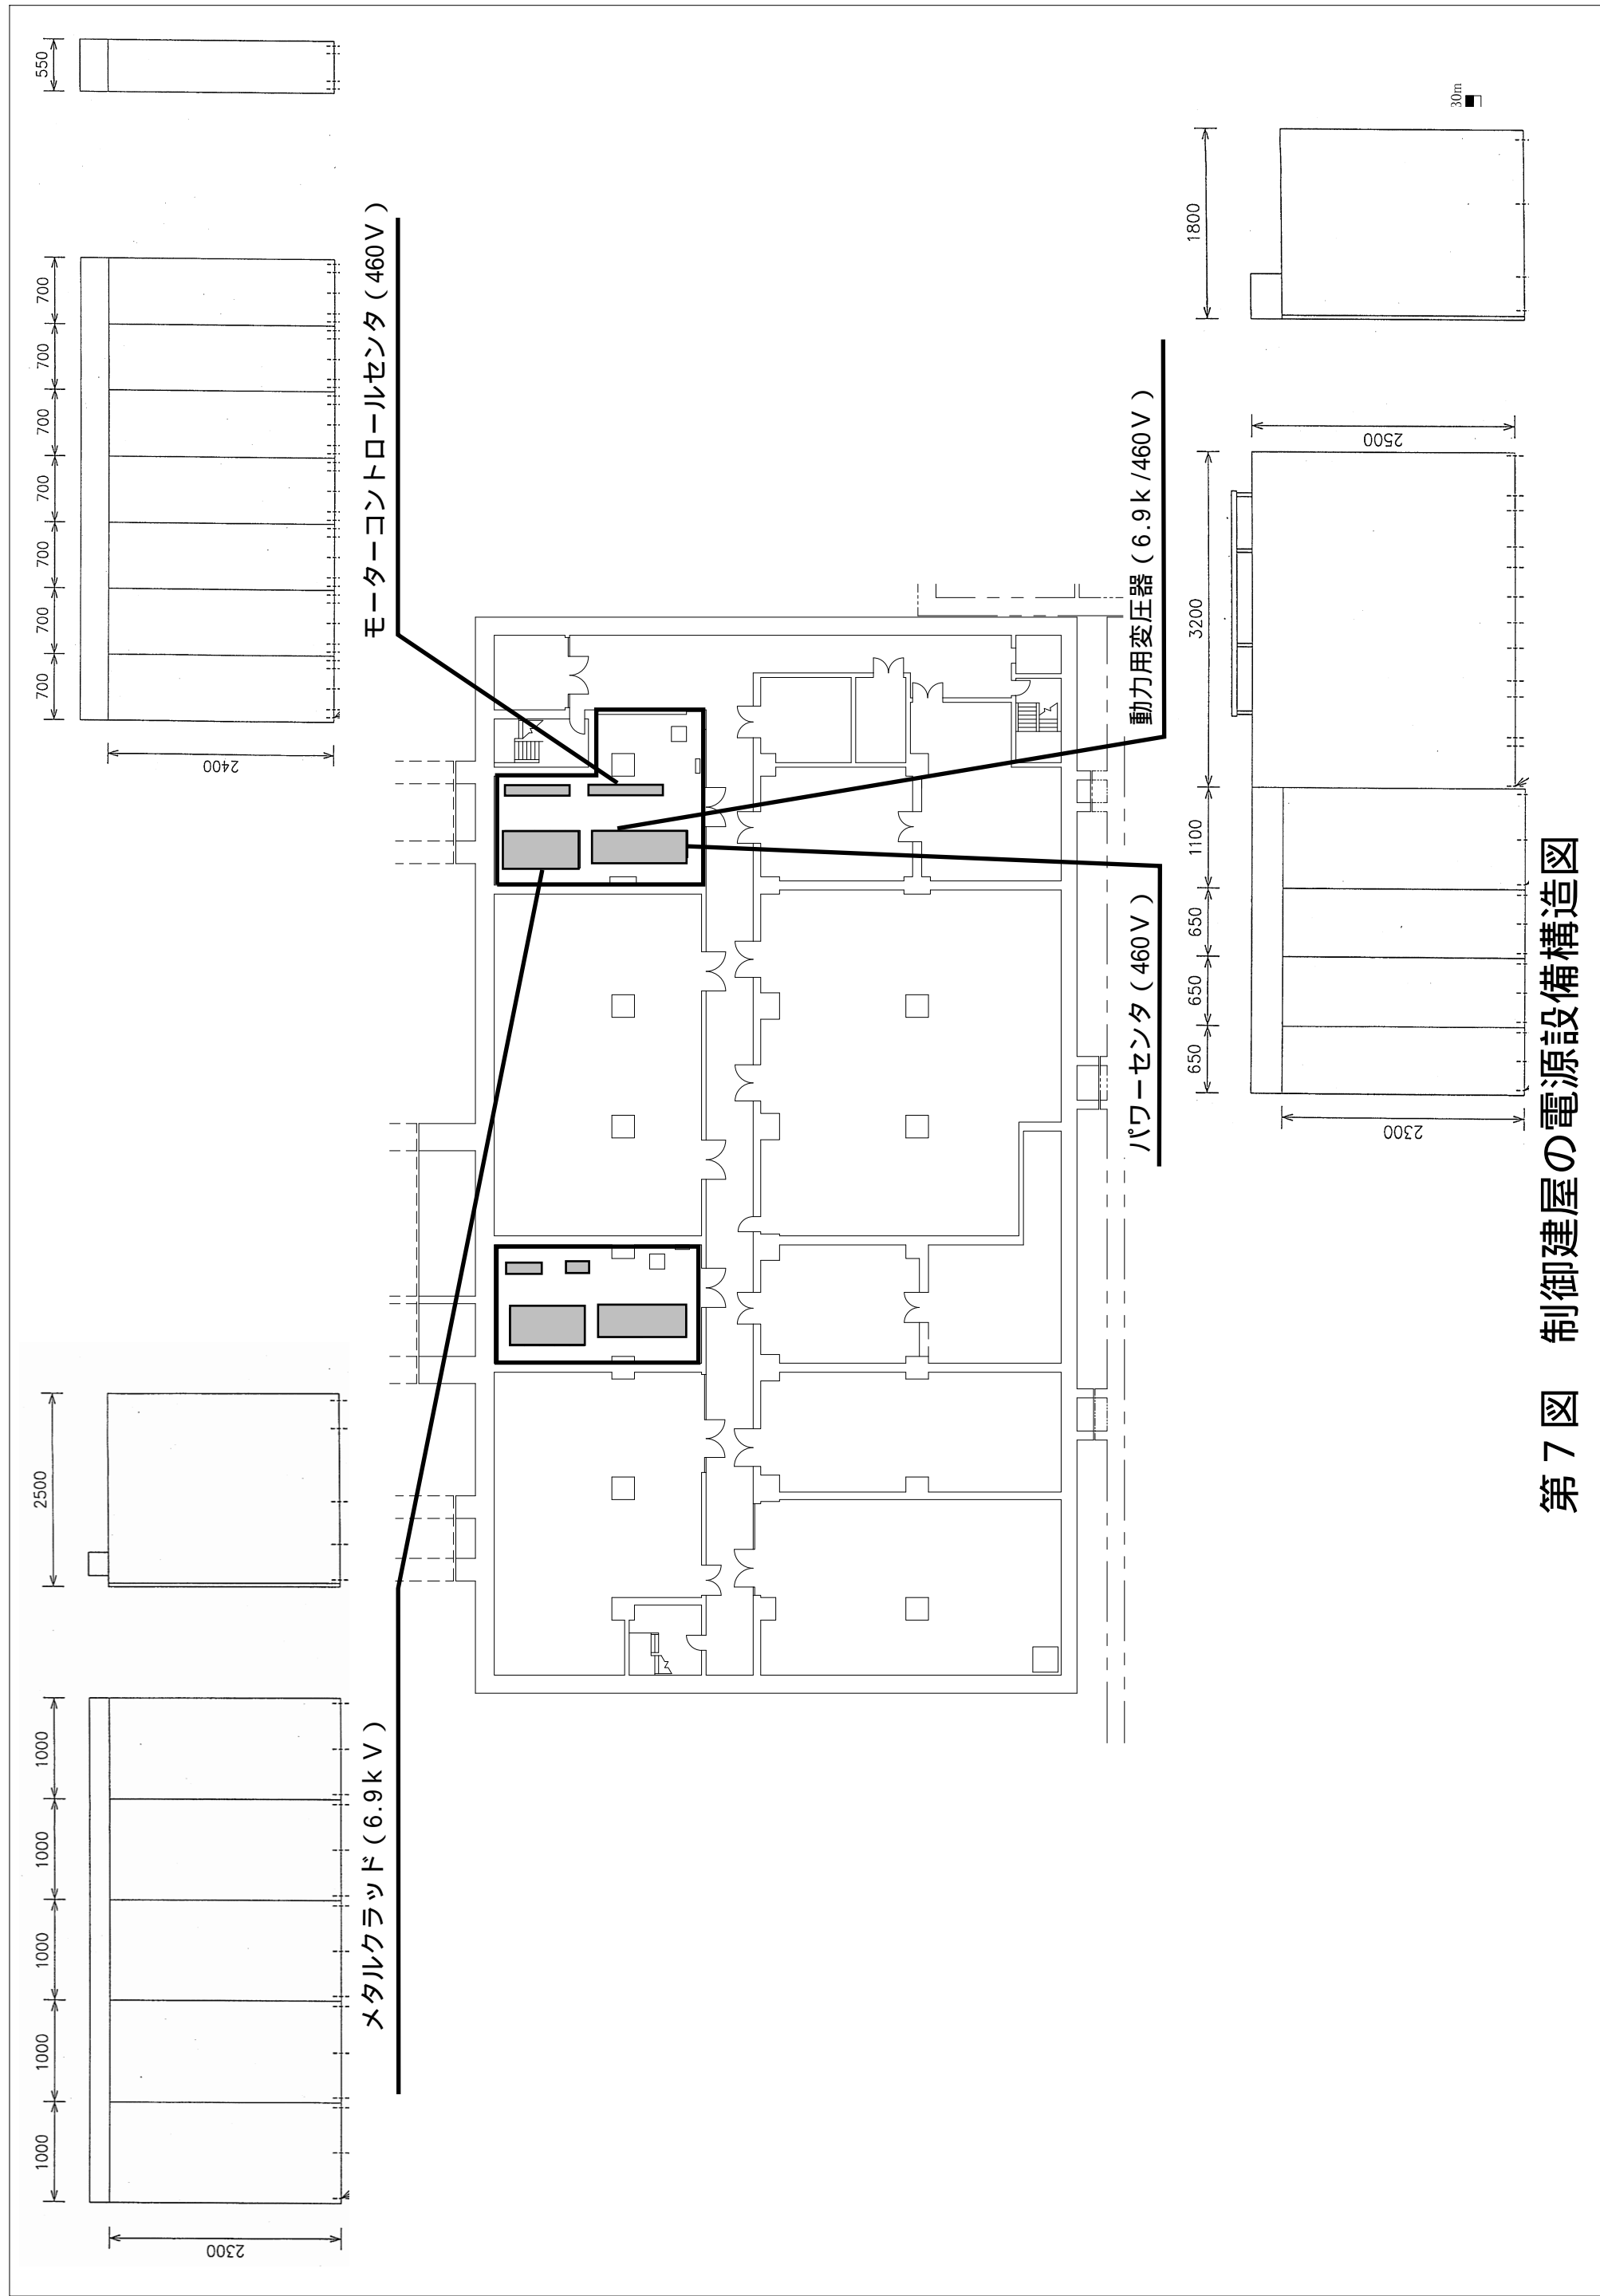 1000 1000 1000 1000 1000
2300
2500
メタルクラッド(6.9kV)
700 700 700 700 700 700 700
2400
550
モーターコントロールセンタ(460V)
パワーセンタ(460V)
動力用変圧器(6.9k/460V)
650 650 650 1100 3200
2300
2500
1800
30m
第7図 制御建屋の電源設備構造図